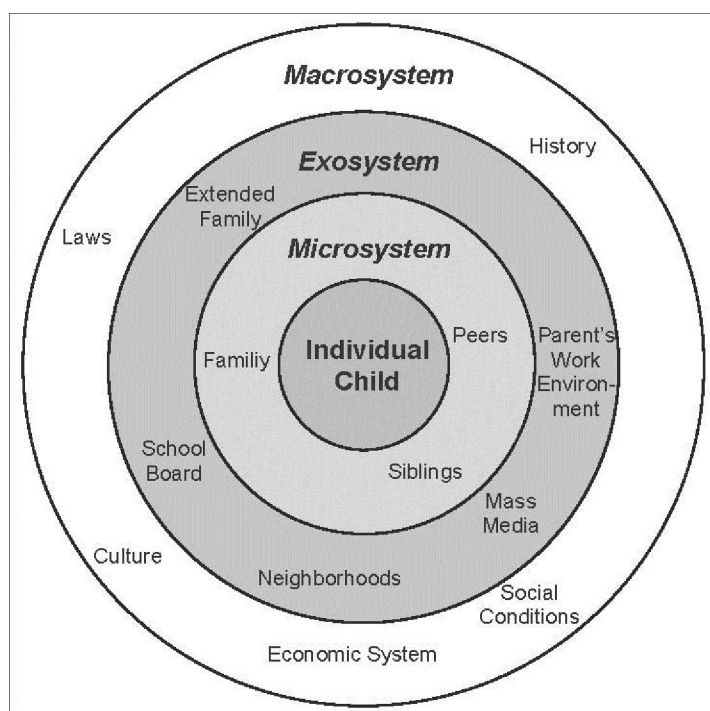 Macrosystem
History
Exosystem
Extended
Family
Laws
Microsystem
Peers
Parent's
Work
Environ-
ment
Familiy
Individual
Child
School
Board
Siblings
Mass
Media
Culture
Neighborhoods
Social
Conditions
Economic System